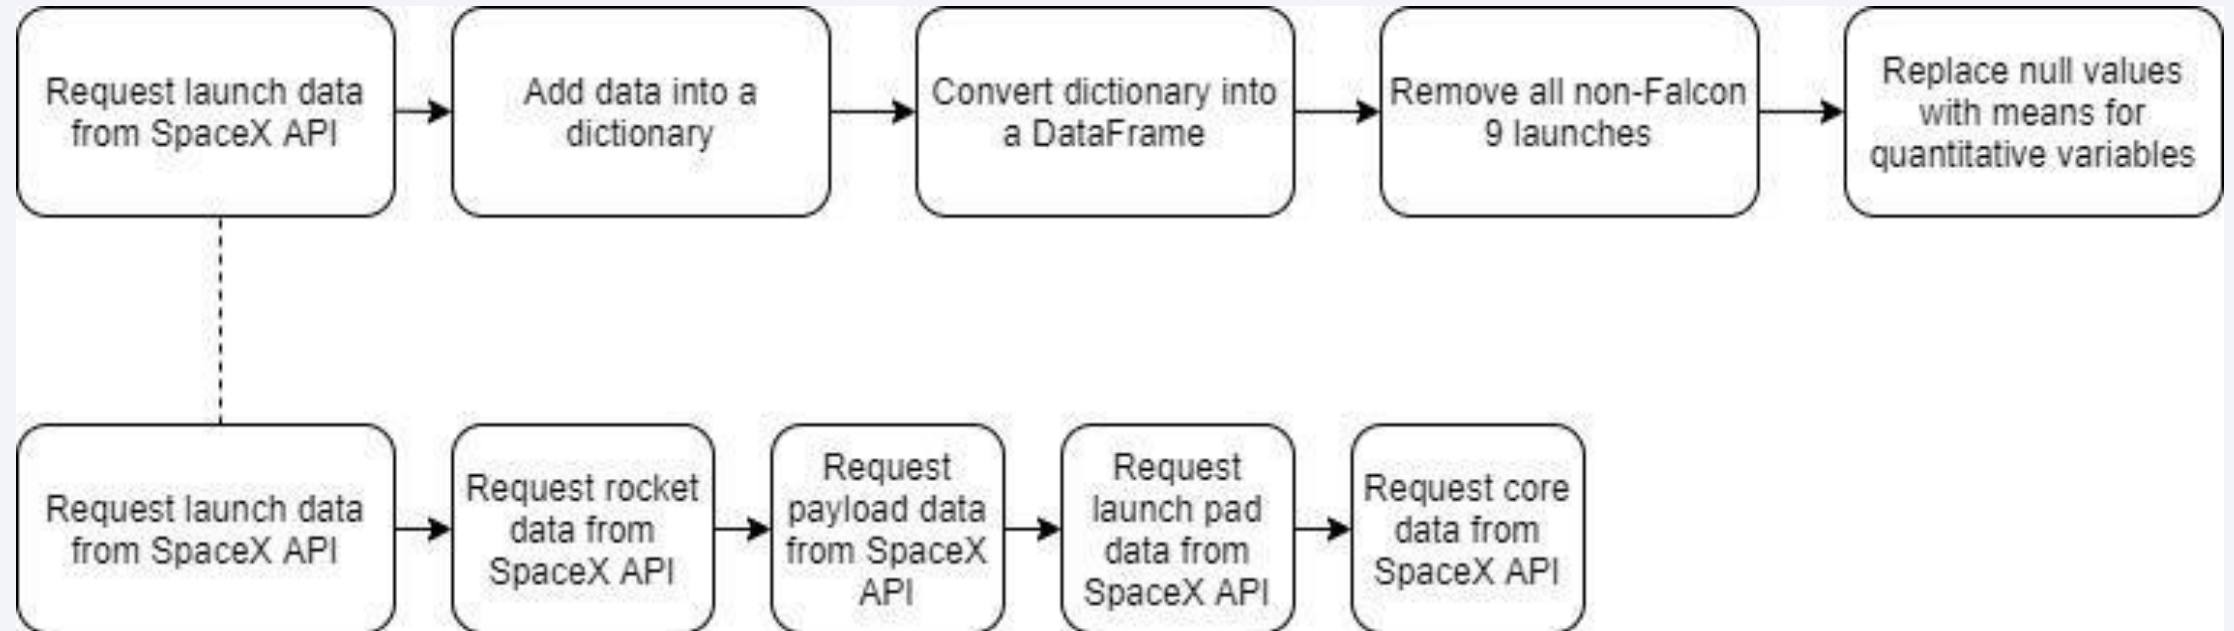 Request launch data
from SpaceX API
Add data into a
dictionary
Convert dictionary into
a DataFrame
Remove all non-Falcon
9 launches
Replace null values
with means for
quantitative variables
Request launch data
from SpaceX API
Request rocket
data from
SpaceX API
Request
payload data
from SpaceX
API
Request
launch pad
data from
SpaceX API
Request core
data from
SpaceX API